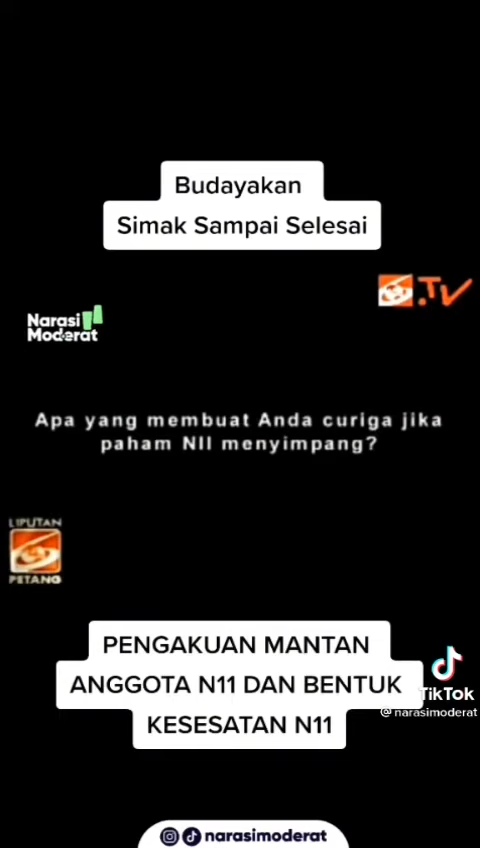 Budayakan
Simak Sampai Selesai
.TV
Narasi
Moderat
Apa yang membuat Anda curiga jika
paham NII menyimpang?
LIPUTAN
6
PETANG
PENGAKUAN MANTAN
ANGGOTA N11 DAN BENTUK
KESESATAN N11
TikTok
@narasimoderat
narasimoderat